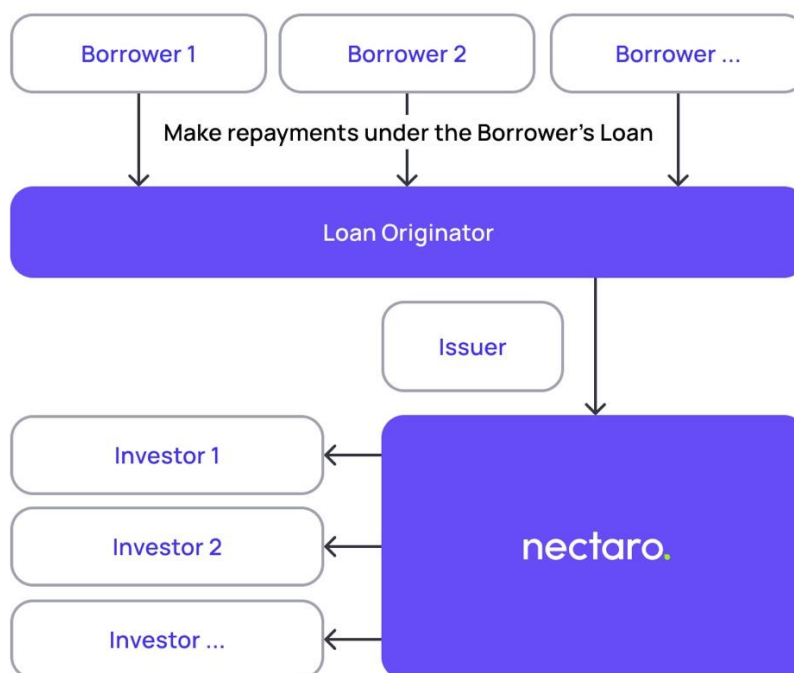 Borrower 1
Borrower 2
Borrower ...
Make repayments under the Borrower's Loan
Loan Originator
Issuer
Investor 1
Investor 2
Investor ...
nectaro.